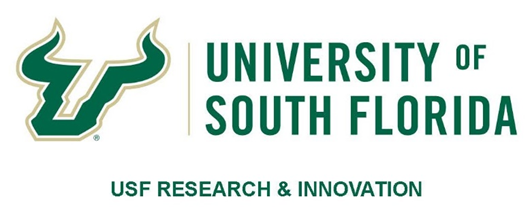 UNIVERSITY OF
SOUTH FLORIDA
®
USF RESEARCH & INNOVATION